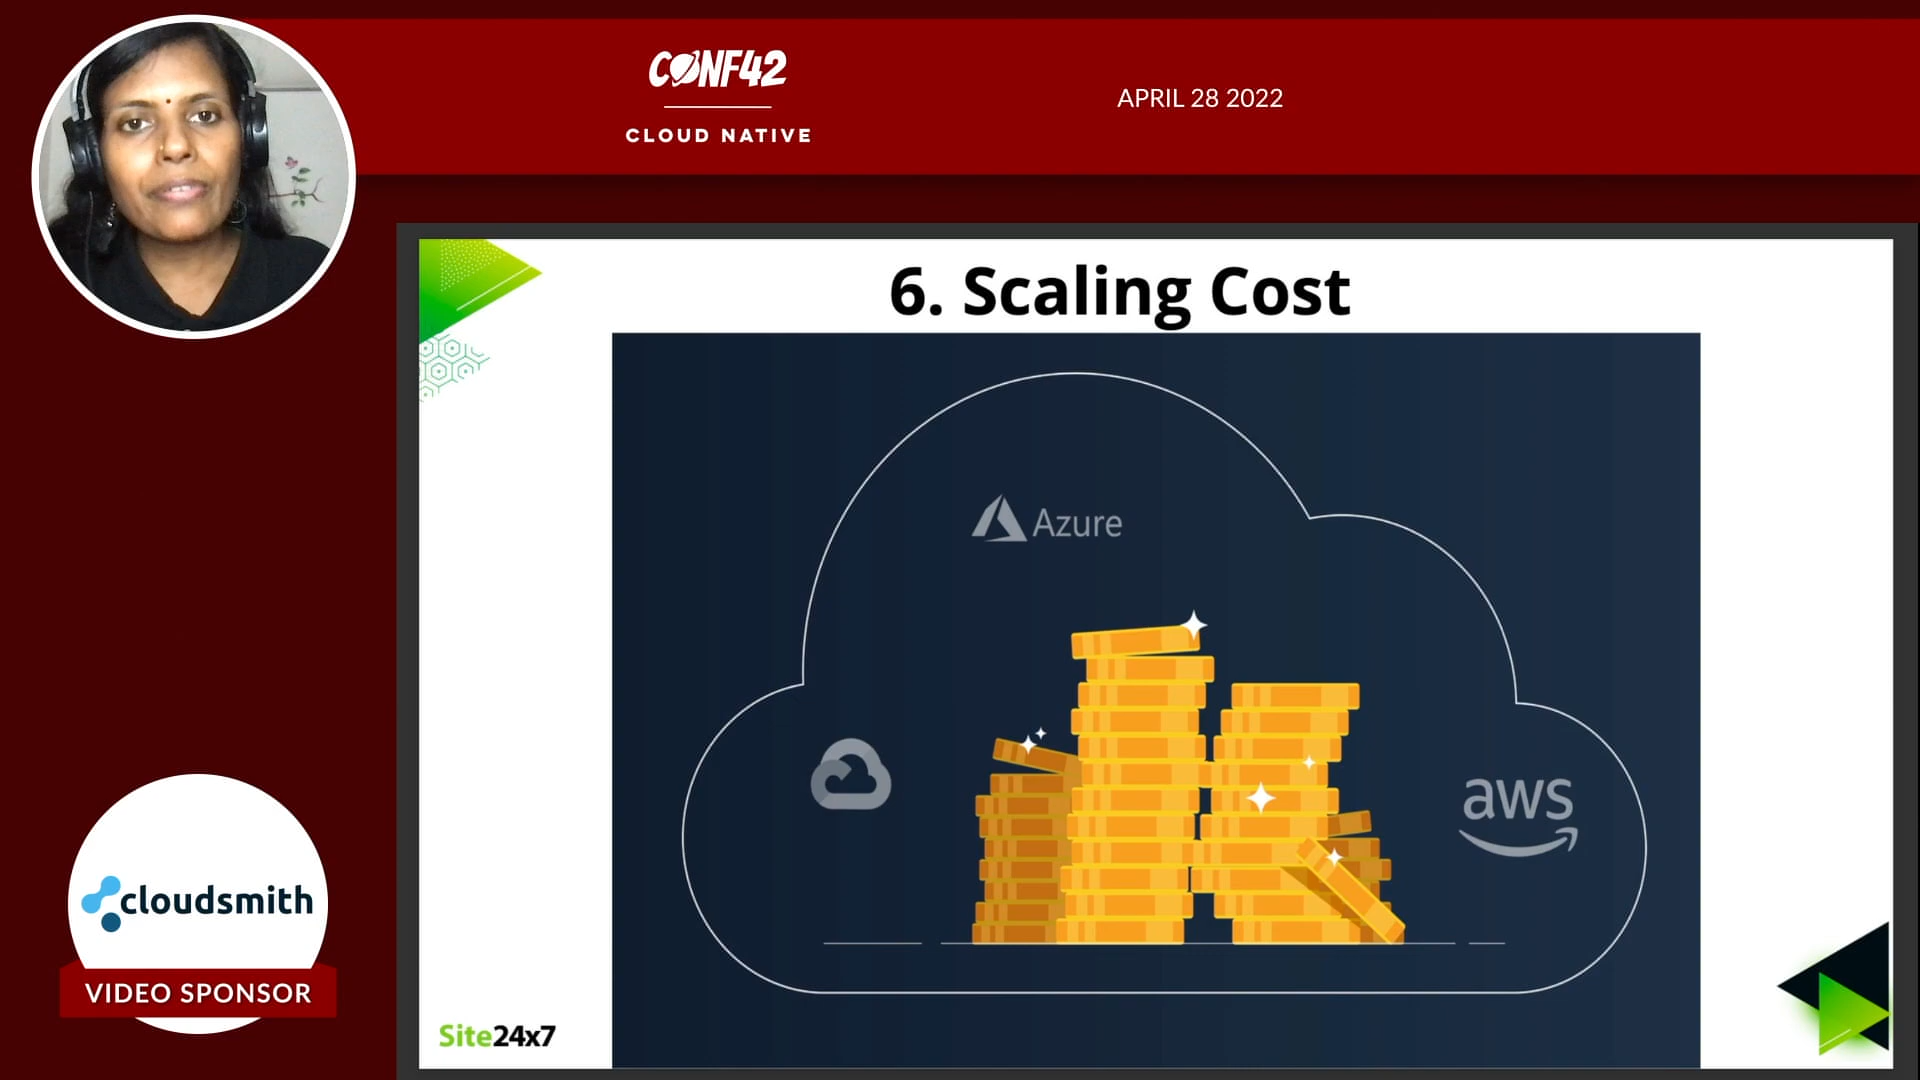 CONF42
CLOUD NATIVE
APRIL 28 2022
6. Scaling Cost
Azure
aws
cloudsmith
VIDEO SPONSOR
Site24x7